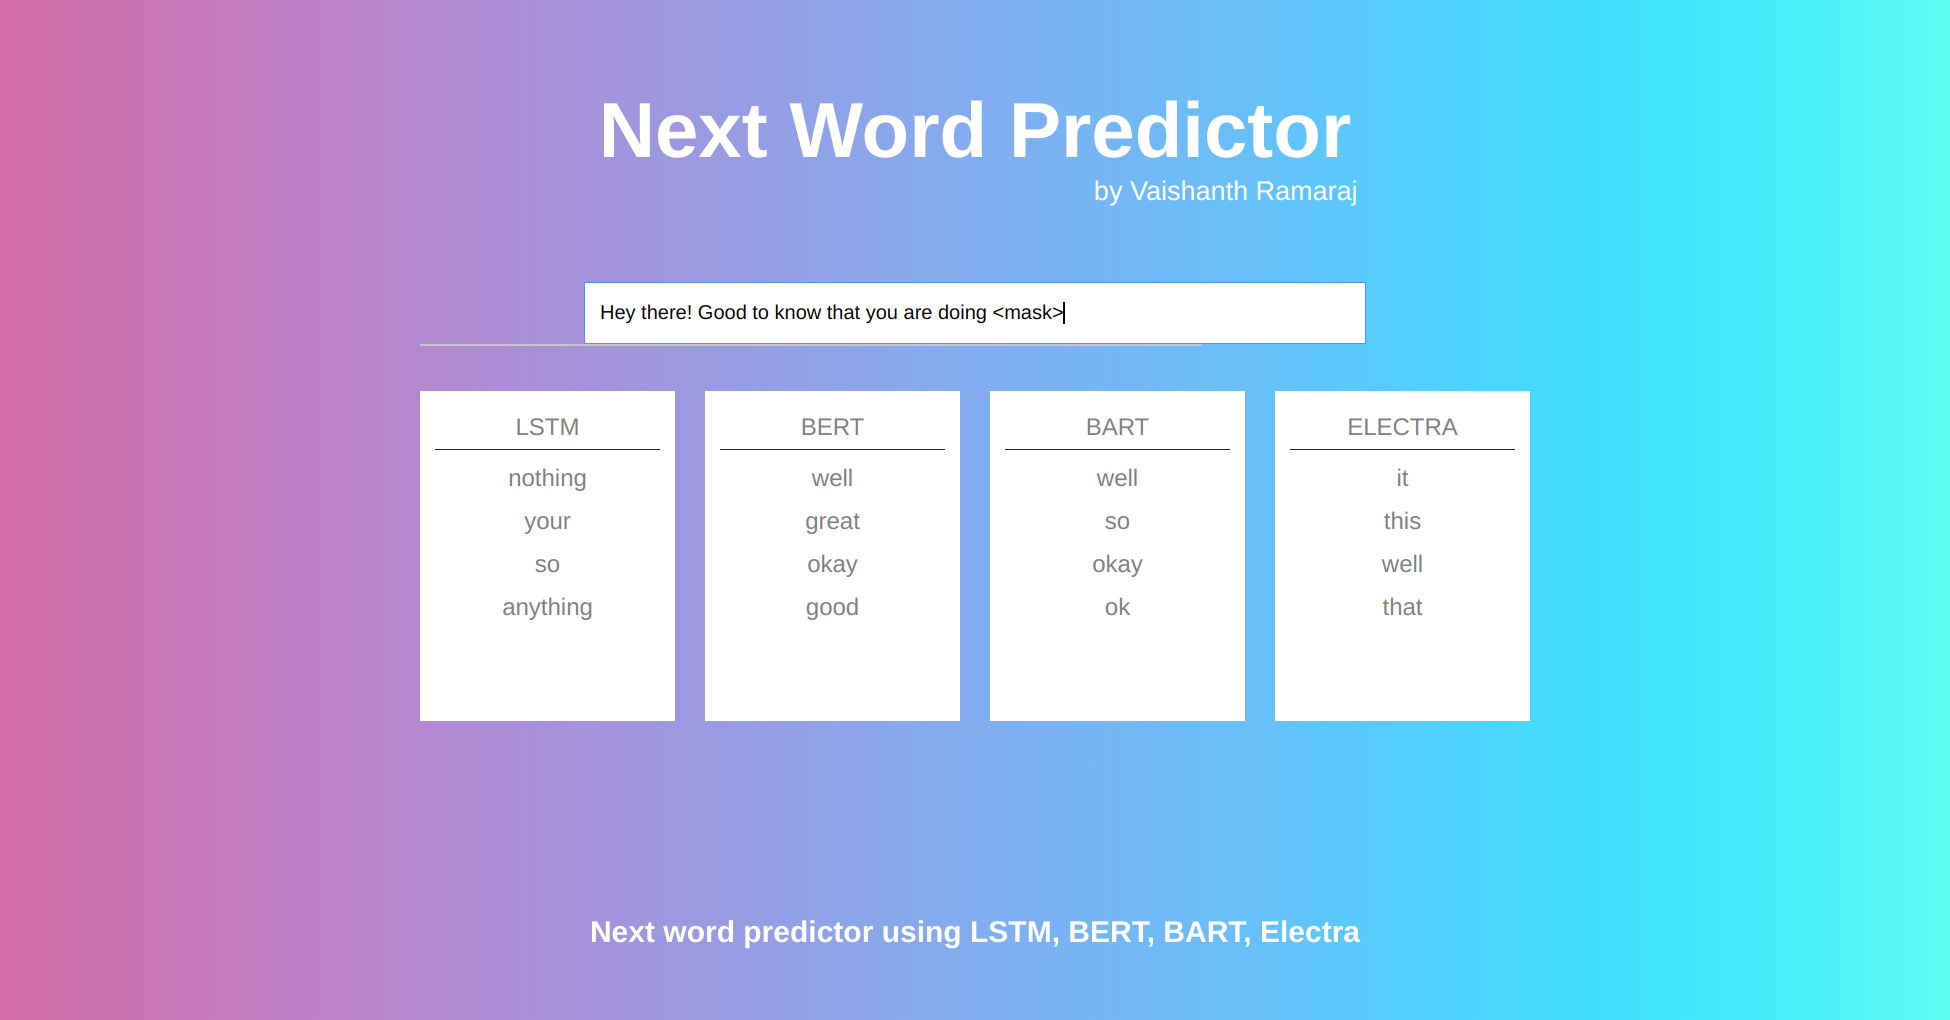 Next Word Predictor
by Vaishanth Ramaraj
Hey there! Good to know that you are doing <mask>
LSTM
nothing
your
so
anything
BERT
well
great
okay
good
BART
well
so
okay
ok
ELECTRA
it
this
well
that
Next word predictor using LSTM, BERT, BART, Electra